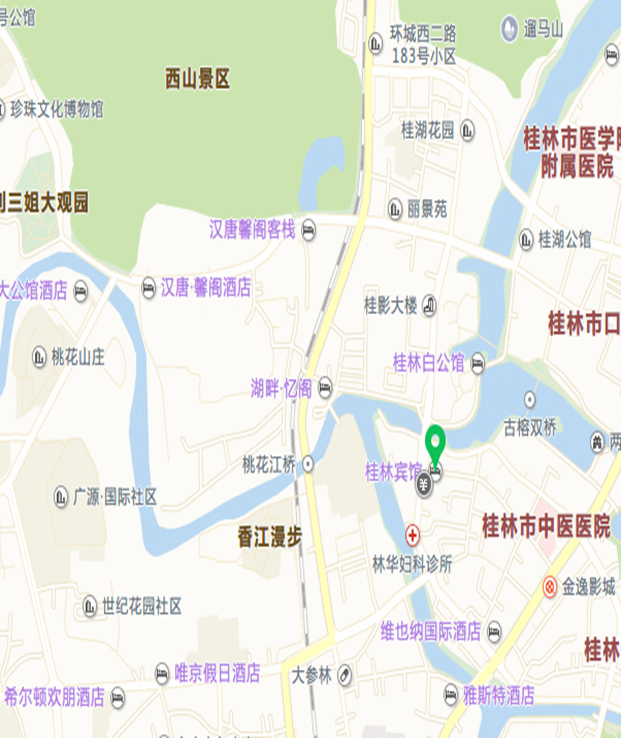 号公馆
环城西二路
183号小区
遛马山
西山景区
珍珠文化博物馆
桂湖花园
桂林市医学院
附属医院
刘三姐大观园
丽景苑
汉唐馨阁客栈
桂湖公馆
大公馆酒店
汉唐·馨阁酒店
桂影大楼
桂林市口
桃花山庄
桂林白公馆
湖畔·忆阁
古榕双桥
两
桃花江桥
桂林宾馆
广源·国际社区
香江漫步
桂林市中医医院
林华妇科诊所
金逸影城
世纪花园社区
维也纳国际酒店
桂林
唯京假日酒店
大参林
希尔顿欢朋酒店
雅斯特酒店